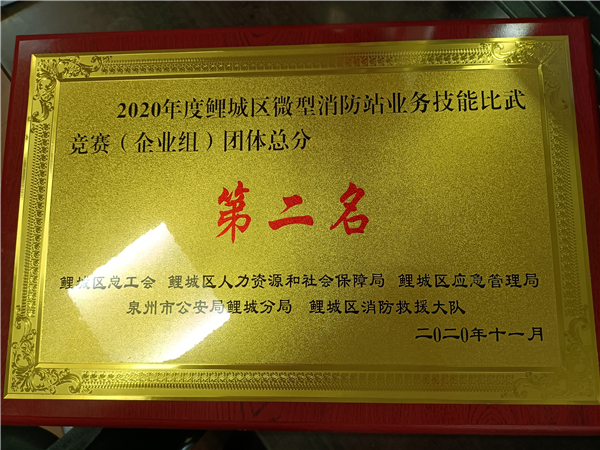 2020年度鲤城区微型消防站业务技能比武
竞赛（企业组）团体总分
第二名
鲤城区总工会 鲤城区人力资源和社会保障局 鲤城区应急管理局
泉州市公安局鲤城分局 鲤城区消防救援大队
二〇二〇年十一月